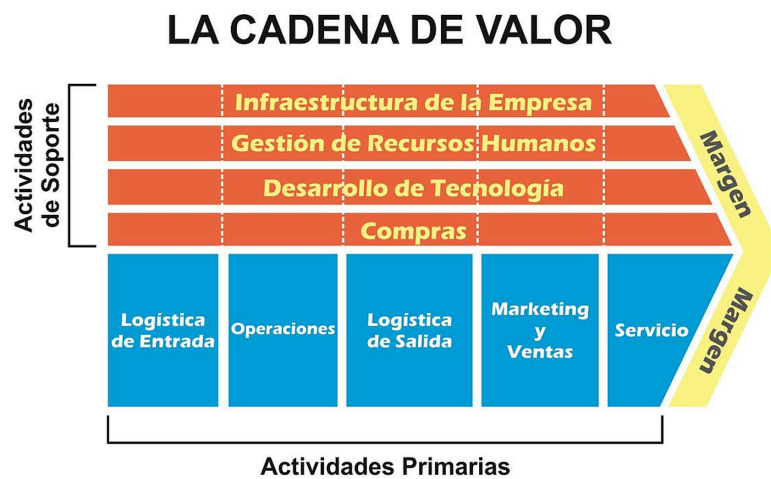 LA CADENA DE VALOR
Actividades
de Soporte
Infraestructura de la Empresa
Gestión de Recursos Humanos
Desarrollo de Tecnología
Compras
Margen
Logística
de Entrada
Operaciones
Logística
de Salida
Marketing
y
Ventas
Servicio
Margen
Actividades Primarias